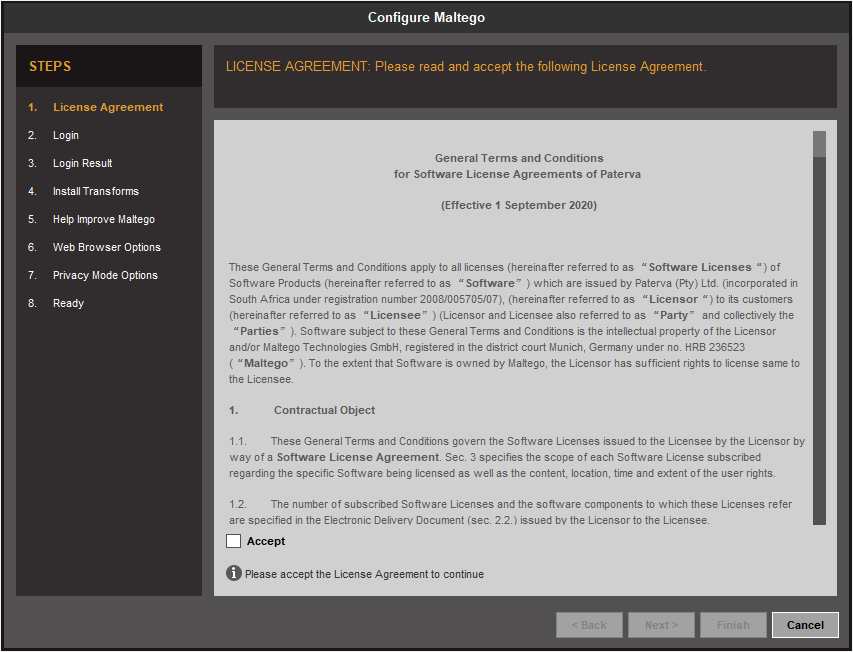 Configure Maltego
STEPS
1. License Agreement
2. Login
3. Login Result
4. Install Transforms
5. Help Improve Maltego
6. Web Browser Options
7. Privacy Mode Options
8. Ready
LICENSE AGREEMENT: Please read and accept the following License Agreement.
General Terms and Conditions
for Software License Agreements of Paterva
(Effective 1 September 2020)
These General Terms and Conditions apply to all licenses (hereinafter referred to as “Software Licenses “) of
Software Products (hereinafter referred to as “Software” ) which are issued by Paterva (Pty) Ltd. (incorporated in
South Africa under registration number 2008/005705/07), (hereinafter referred to as “Licensor “) to its customers
(hereinafter referred to as “Licensee” ) (Licensor and Licensee also referred to as “Party” and collectively the
“Parties” ). Software subject to these General Terms and Conditions is the intellectual property of the Licensor
and/or Maltego Technologies GmbH, registered in the district court Munich, Germany under no. HRB 236523
( “Maltego” ). To the extent that Software is owned by Maltego, the Licensor has sufficient rights to license same to
the Licensee.
1. Contractual Object
1.1. These General Terms and Conditions govern the Software Licenses issued to the Licensee by the Licensor by
way of a Software License Agreement. Sec. 3 specifies the scope of each Software License subscribed
regarding the specific Software being licensed as well as the content, location, time and extent of the user rights.
1.2. The number of subscribed Software Licenses and the software components to which these Licenses refer
are specified in the Electronic Delivery Document (sec. 2.2.) issued by the Licensor to the Licensee.
Accept
Please accept the License Agreement to continue
< Back
Next >
Finish
Cancel